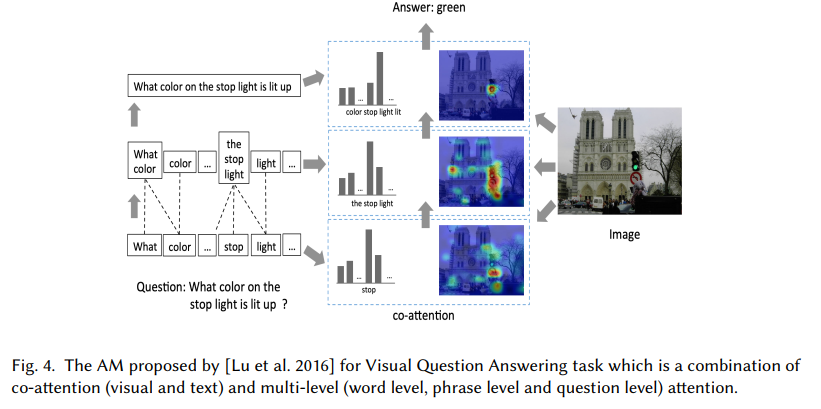 Answer: green
What color on the stop light is lit up
...
...
color stop light lit
What
color
color
...
the
stop
light
light
...
...
...
the stop light
Image
What
color
...
stop
light
...
...
...
stop
Question: What color on the
stop light is lit up ?
co-attention
Fig. 4. The AM proposed by [Lu et al. 2016] for Visual Question Answering task which is a combination of
co-attention (visual and text) and multi-level (word level, phrase level and question level) attention.